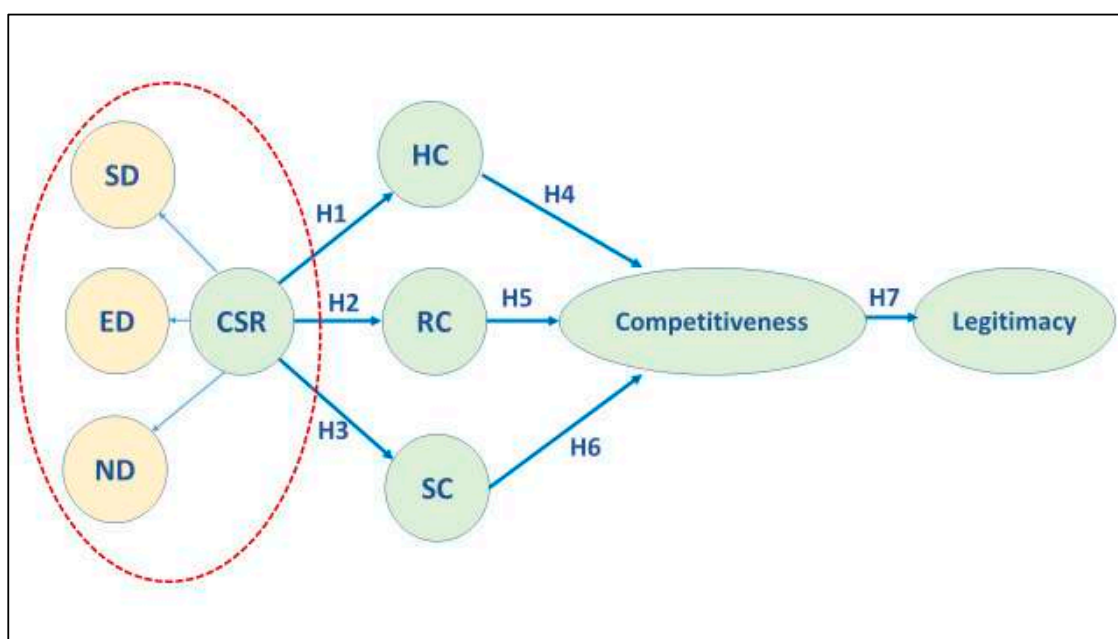 SD
HC
H4
H1
ED
CSR
H2
RC
H5
Competitiveness
H7
Legitimacy
H3
H6
ND
SC